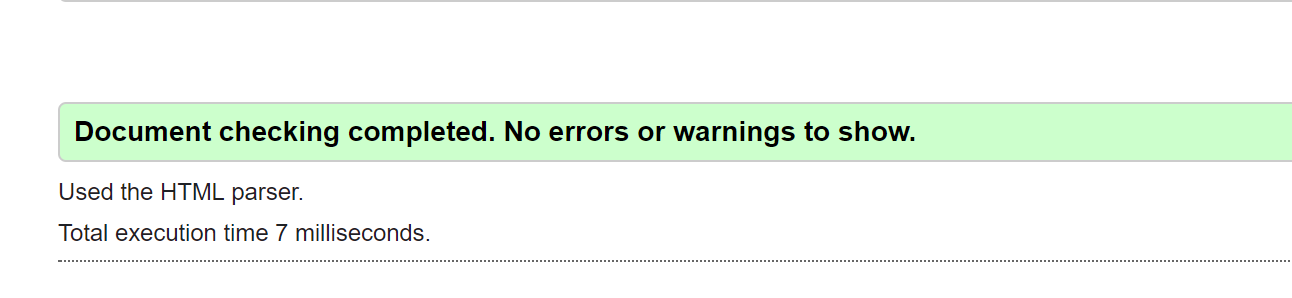 Document checking completed. No errors or warnings to show.
Used the HTML parser.
Total execution time 7 milliseconds.